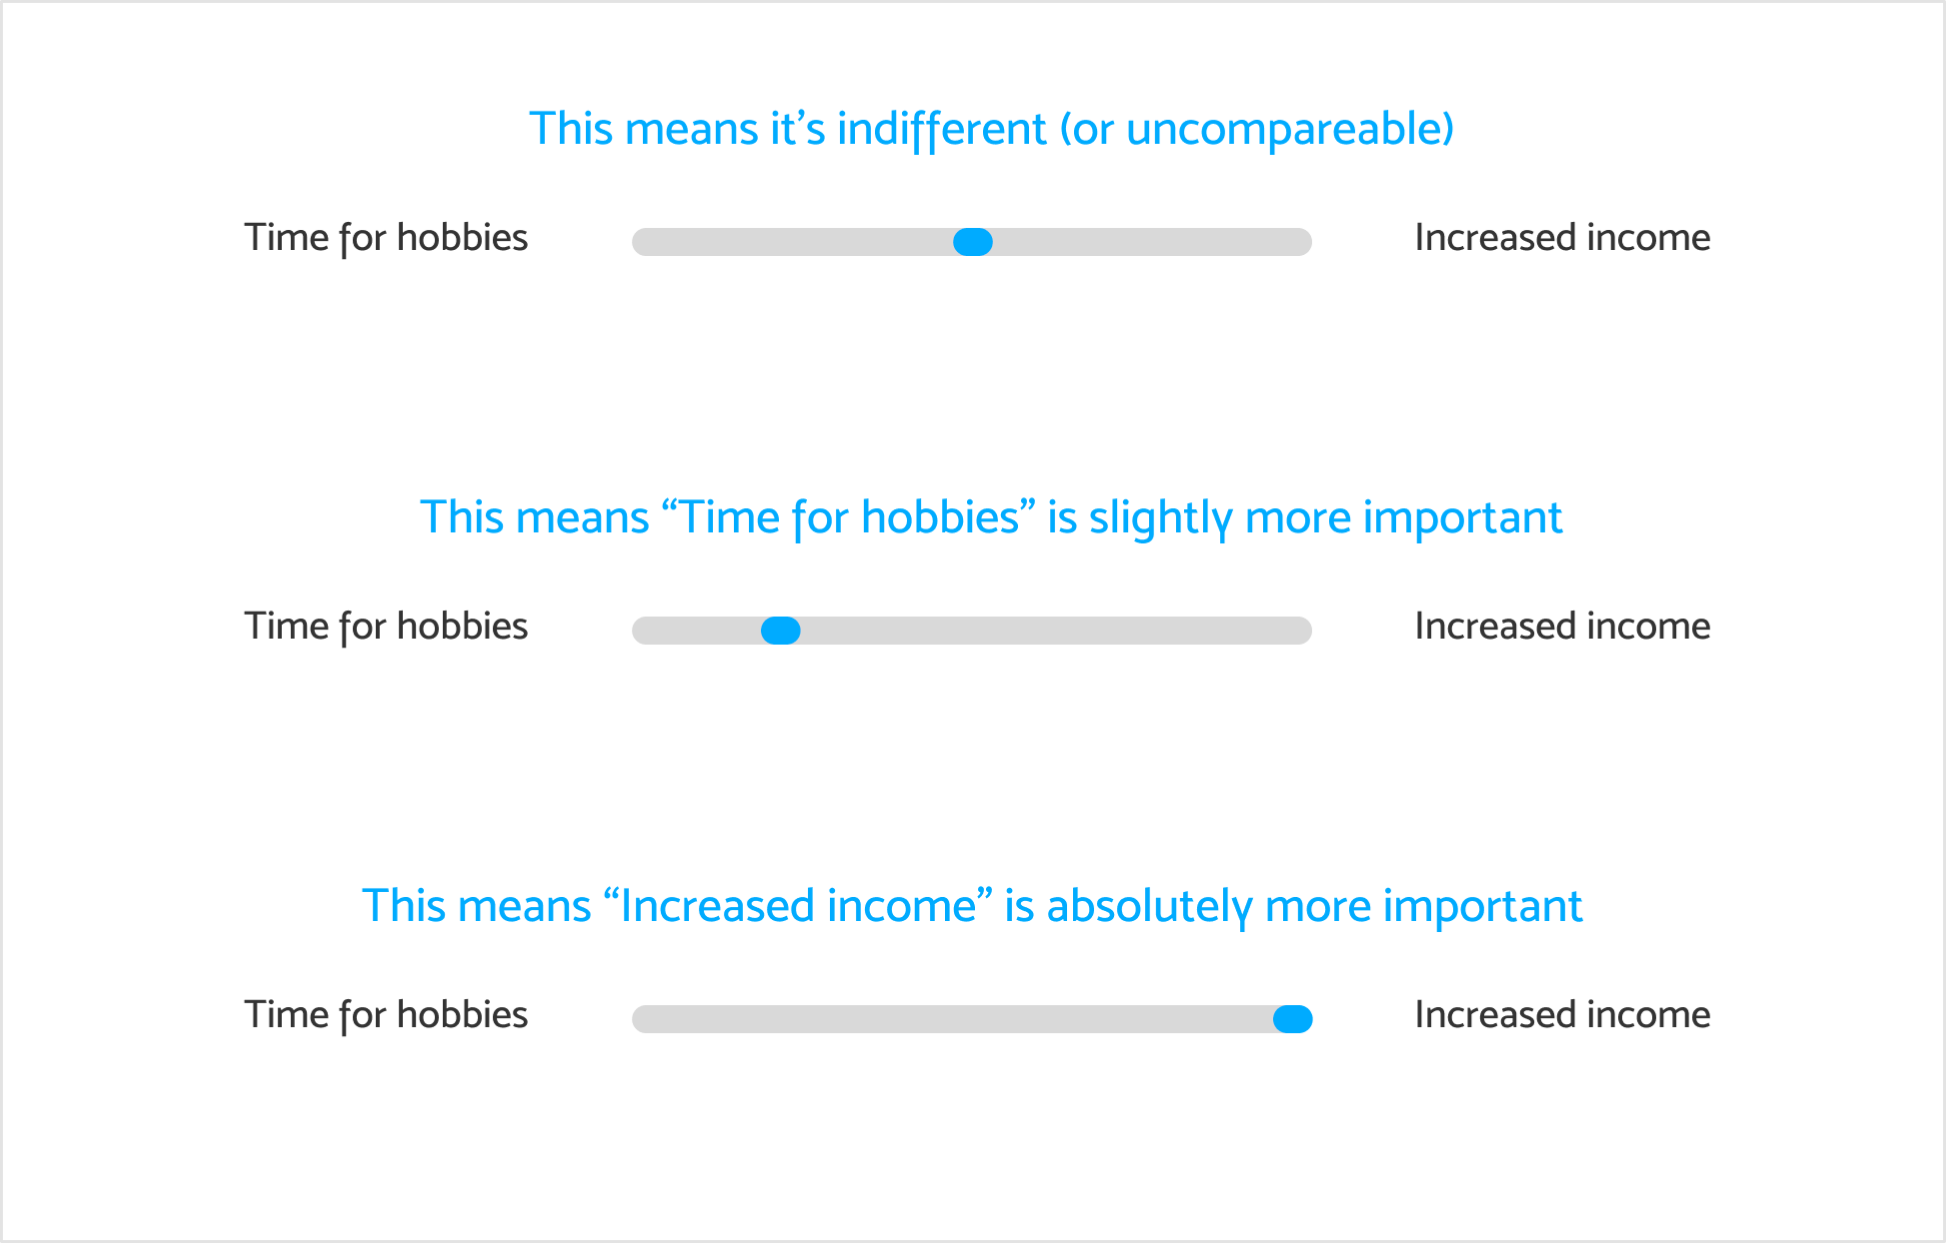 This means it’s indifferent (or uncompareable)
Time for hobbies
Increased income
This means “Time for hobbies” is slightly more important
Time for hobbies
Increased income
This means “Increased income” is absolutely more important
Time for hobbies
Increased income